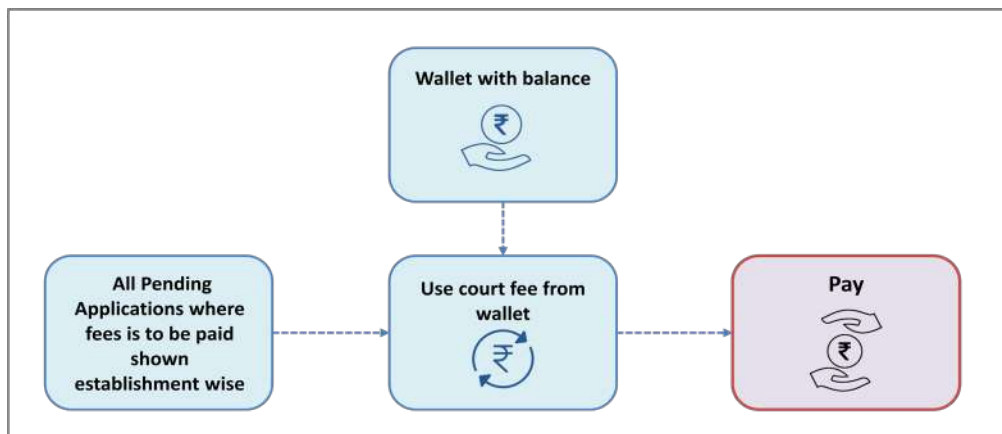 Wallet with balance
₹
All Pending
Applications where
fees is to be paid
shown
establishment wise
Use court fee from
wallet
₹
Pay
₹